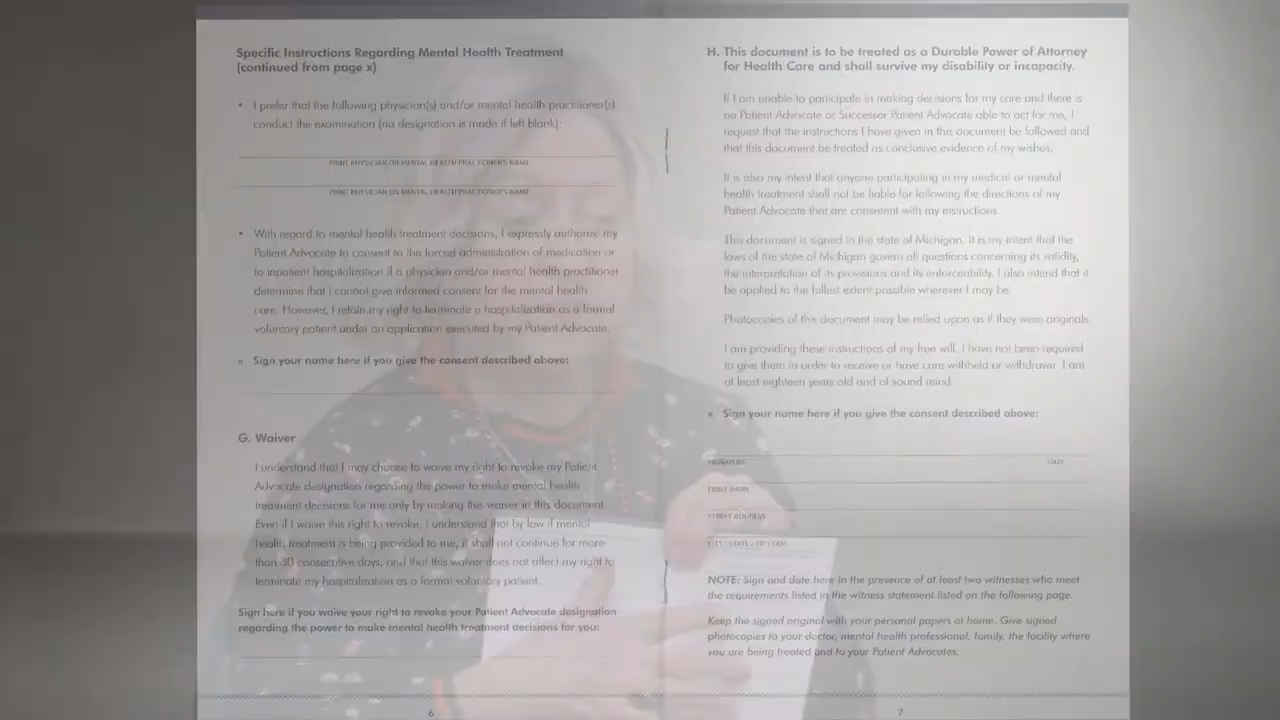 Specific Instructions Regarding Mental Health Treatment
(continued from page x)
• I prefer that the following physician(s) and/or mental health practitioner(s)
conduct the examination (no designation is made if left blank):
PRINT PHYSICIAN OR MENTAL HEALTH PRACTITIONER'S NAME
PRINT PHYSICIAN OR MENTAL HEALTH PRACTITIONER'S NAME
• With regard to mental health treatment decisions, I expressly authorize my
Patient Advocate to consent to the forced administration of medication or
to inpatient hospitalization if a physician and/or mental health practitioner
determine that I cannot give informed consent for the mental health
care. However, I retain my right to terminate a hospitalization as a formal
voluntary patient under an application executed by my Patient Advocate.
» Sign your name here if you give the consent described above:
G. Waiver
I understand that I may choose to waive my right to revoke my Patient
Advocate designation regarding the power to make mental health
treatment decisions for me only by making the waiver in this document.
Even if I waive this right to revoke, I understand that by law if mental
health treatment is being provided to me, it shall not continue for more
than 30 consecutive days, and that this waiver does not affect my right to
terminate my hospitalization as a formal voluntary patient.
Sign here if you waive your right to revoke your Patient Advocate designation
regarding the power to make mental health treatment decisions for you:
6
H. This document is to be treated as a Durable Power of Attorney
for Health Care and shall survive my disability or incapacity.
If I am unable to participate in making decisions for my care and there is
no Patient Advocate or Successor Patient Advocate able to act for me, I
request that the instructions I have given in this document be followed and
that this document be treated as conclusive evidence of my wishes.
It is also my intent that anyone participating in my medical or mental
health treatment shall not be liable for following the directions of my
Patient Advocate that are consistent with my instructions.
This document is signed in the state of Michigan. It is my intent that the
laws of the state of Michigan govern all questions concerning its validity,
the interpretation of its provisions and its enforceability. I also intend that it
be applied to the fullest extent possible wherever I may be.
Photocopies of this document may be relied upon as if they were originals.
I am providing these instructions of my free will. I have not been required
to give them in order to receive or have care withheld or withdrawn. I am
at least eighteen years old and of sound mind.
» Sign your name here if you give the consent described above:
SIGNATURE DATE
PRINT NAME
STREET ADDRESS
CITY / STATE / ZIP CODE
NOTE: Sign and date here in the presence of at least two witnesses who meet
the requirements listed in the witness statement listed on the following page.
Keep the signed original with your personal papers at home. Give signed
photocopies to your doctor, mental health professional, family, the facility where
you are being treated and to your Patient Advocates.
7